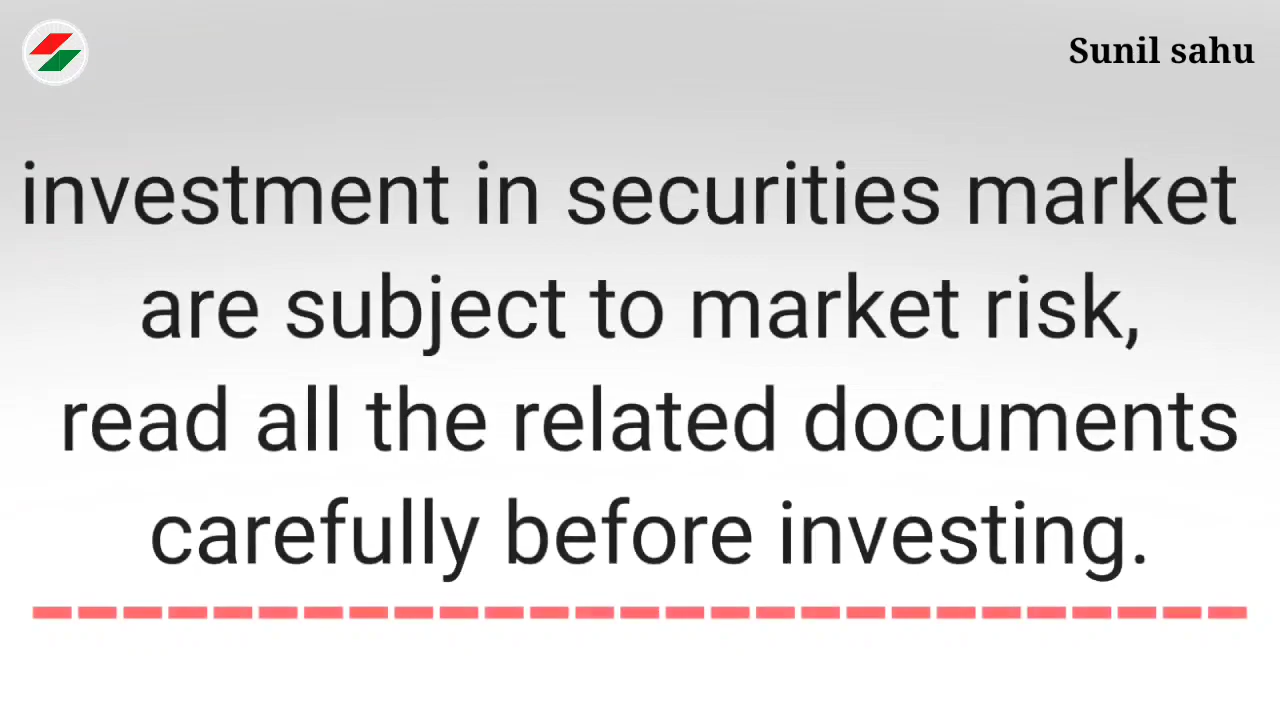 Sunil sahu
investment in securities market
are subject to market risk,
read all the related documents
carefully before investing.